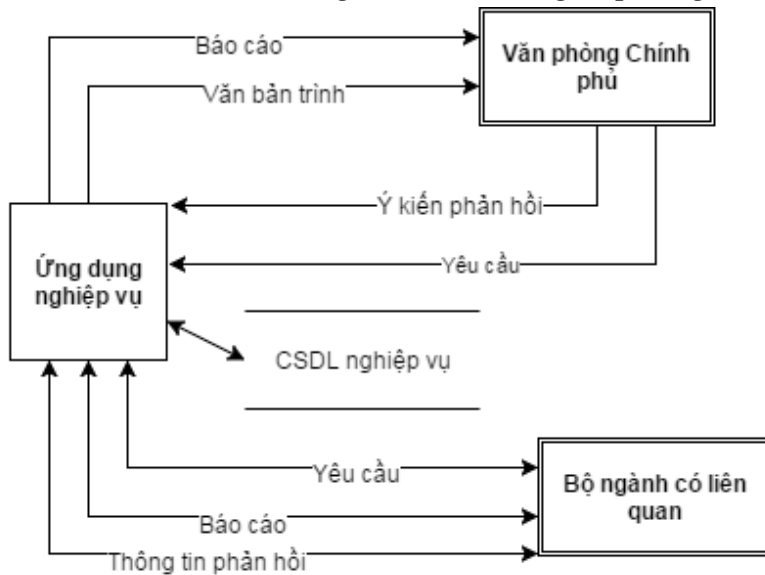 Báo cáo
Văn phòng Chính
phủ
Văn bản trình
Ý kiến phản hồi
Yêu cầu
Ứng dụng
nghiệp vụ
CSDL nghiệp vụ
Yêu cầu
Bộ ngành có liên
quan
Báo cáo
Thông tin phản hồi